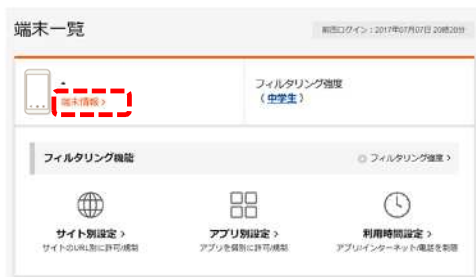 端末一覧
前回ログイン：2017年07月07日 20時20分
端末情報 >
フィルタリング強度
（中学生）
フィルタリング機能
フィルタリング強度 >
サイト別設定 >
サイトのURL別に許可/規制
アプリ別設定 >
アプリを個別に許可/規制
利用時間設定 >
アプリ/インターネット/電話を制限